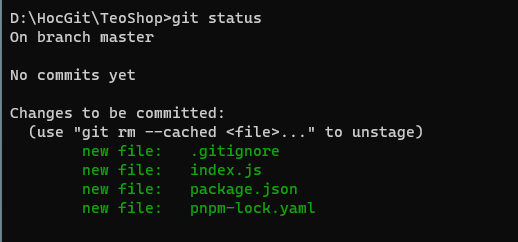 D:\HocGit\TeoShop>git status
On branch master
No commits yet
Changes to be committed:
  (use "git rm --cached <file>..." to unstage)
        new file:   .gitignore
        new file:   index.js
        new file:   package.json
        new file:   pnpm-lock.yaml